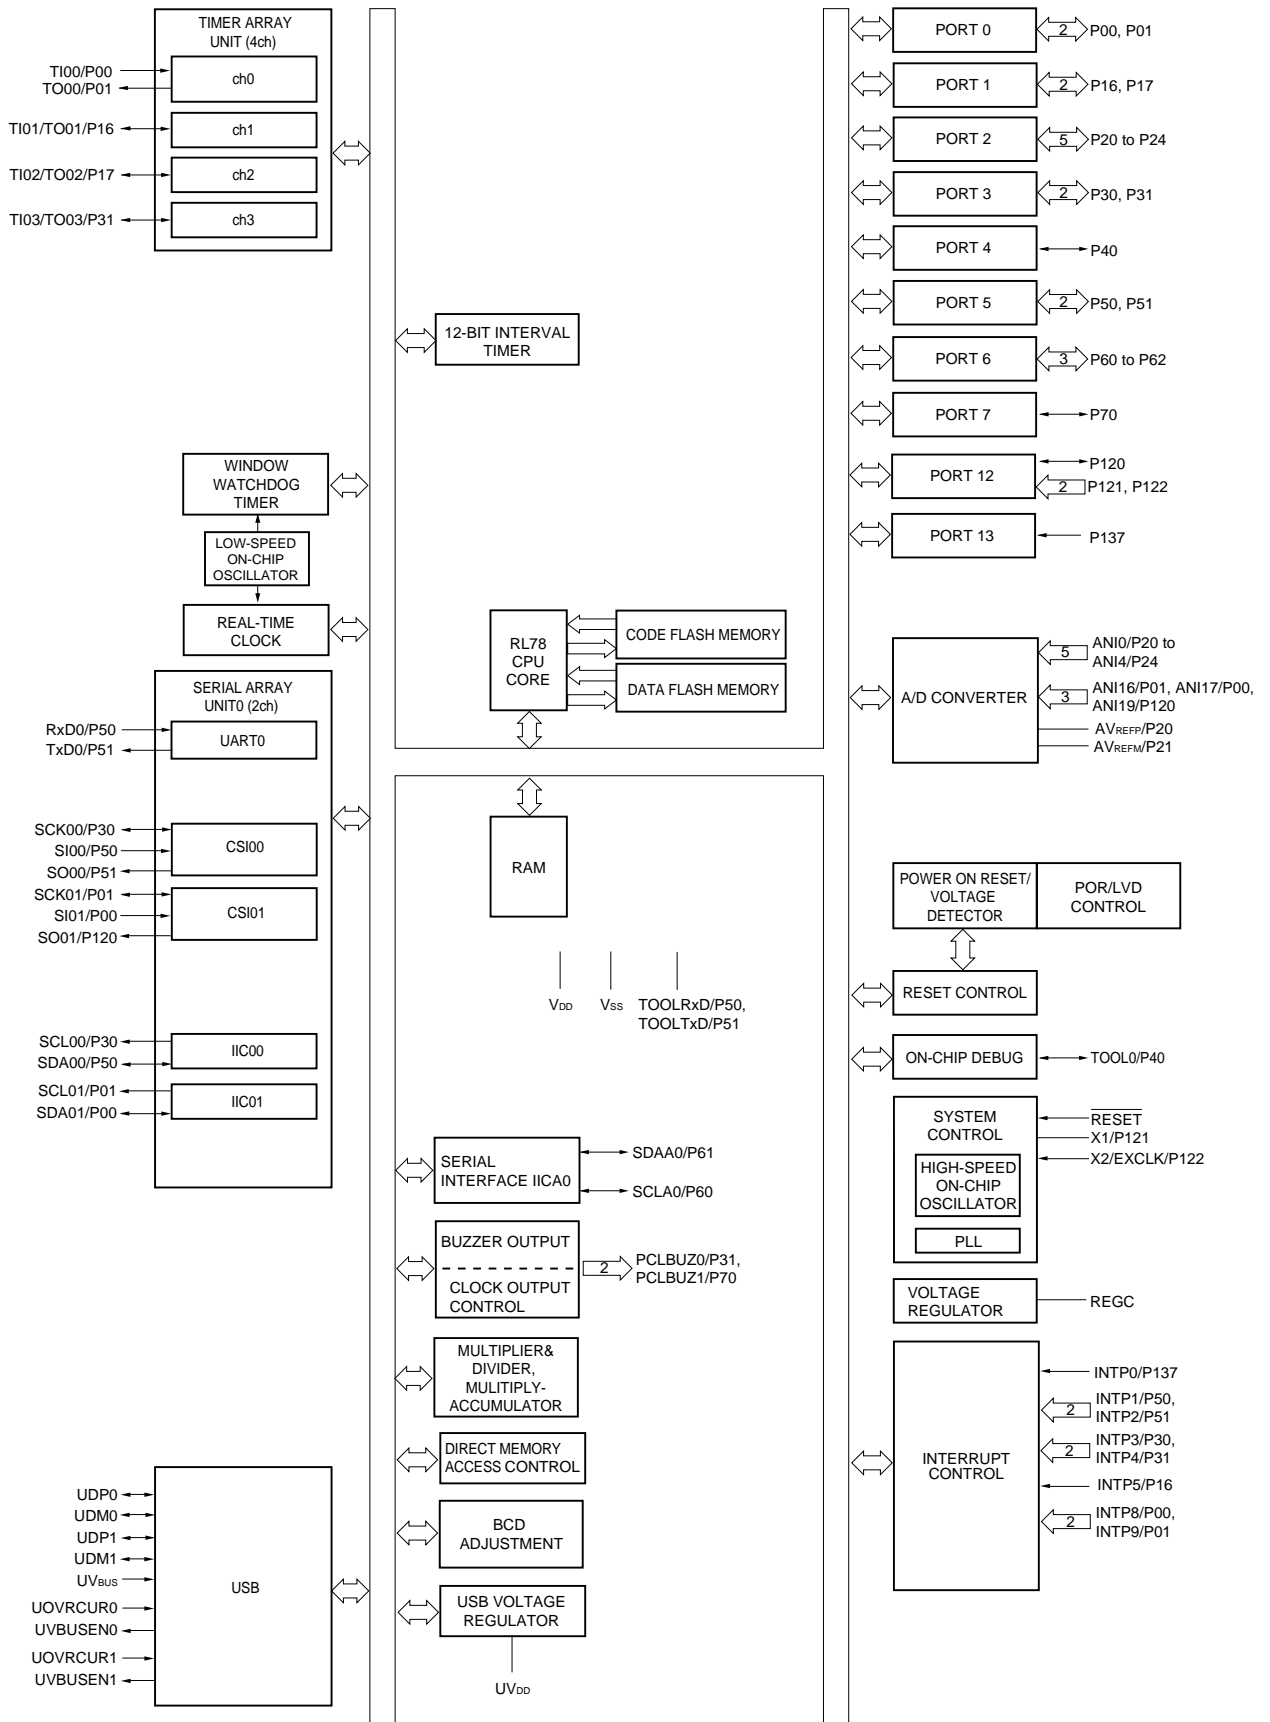 TIMER ARRAY
UNIT (4ch)
TI00/P00
TO00/P01
ch0
TI01/TO01/P16
ch1
TI02/TO02/P17
ch2
TI03/TO03/P31
ch3
WINDOW
WATCHDOG
TIMER
LOW-SPEED
ON-CHIP
OSCILLATOR
REAL-TIME
CLOCK
SERIAL ARRAY
UNIT0 (2ch)
RxD0/P50
TxD0/P51
UART0
SCK00/P30
SI00/P50
SO00/P51
CSI00
SCK01/P01
SI01/P00
SO01/P120
CSI01
SCL00/P30
SDA00/P50
IIC00
SCL01/P01
SDA01/P00
IIC01
UDP0
UDM0
UDP1
UDM1
UVBUS
UOVRCUR0
UVBUSEN0
UOVRCUR1
UVBUSEN1
USB
12-BIT INTERVAL
TIMER
RL78
CPU
CORE
CODE FLASH MEMORY
DATA FLASH MEMORY
RAM
VDD
VSS
TOOLRxD/P50,
TOOLTxD/P51
SERIAL
INTERFACE IICA0
SDAA0/P61
SCLA0/P60
BUZZER OUTPUT
CLOCK OUTPUT
CONTROL
2
PCLBUZ0/P31,
PCLBUZ1/P70
MULTIPLIER&
DIVIDER,
MULITIPLY-
ACCUMULATOR
DIRECT MEMORY
ACCESS CONTROL
BCD
ADJUSTMENT
USB VOLTAGE
REGULATOR
UVDD
PORT 0
2
P00, P01
PORT 1
2
P16, P17
PORT 2
5
P20 to P24
PORT 3
2
P30, P31
PORT 4
P40
PORT 5
2
P50, P51
PORT 6
3
P60 to P62
PORT 7
P70
PORT 12
P120
2
P121, P122
PORT 13
P137
A/D CONVERTER
5
ANI0/P20 to
ANI4/P24
3
ANI16/P01, ANI17/P00,
ANI19/P120
AVREFP/P20
AVREFM/P21
POWER ON RESET/
VOLTAGE
DETECTOR
POR/LVD
CONTROL
RESET CONTROL
ON-CHIP DEBUG
TOOL0/P40
SYSTEM
CONTROL
RESET
X1/P121
X2/EXCLK/P122
HIGH-SPEED
ON-CHIP
OSCILLATOR
PLL
VOLTAGE
REGULATOR
REGC
INTERRUPT
CONTROL
INTP0/P137
2
INTP1/P50,
INTP2/P51
2
INTP3/P30,
INTP4/P31
INTP5/P16
2
INTP8/P00,
INTP9/P01